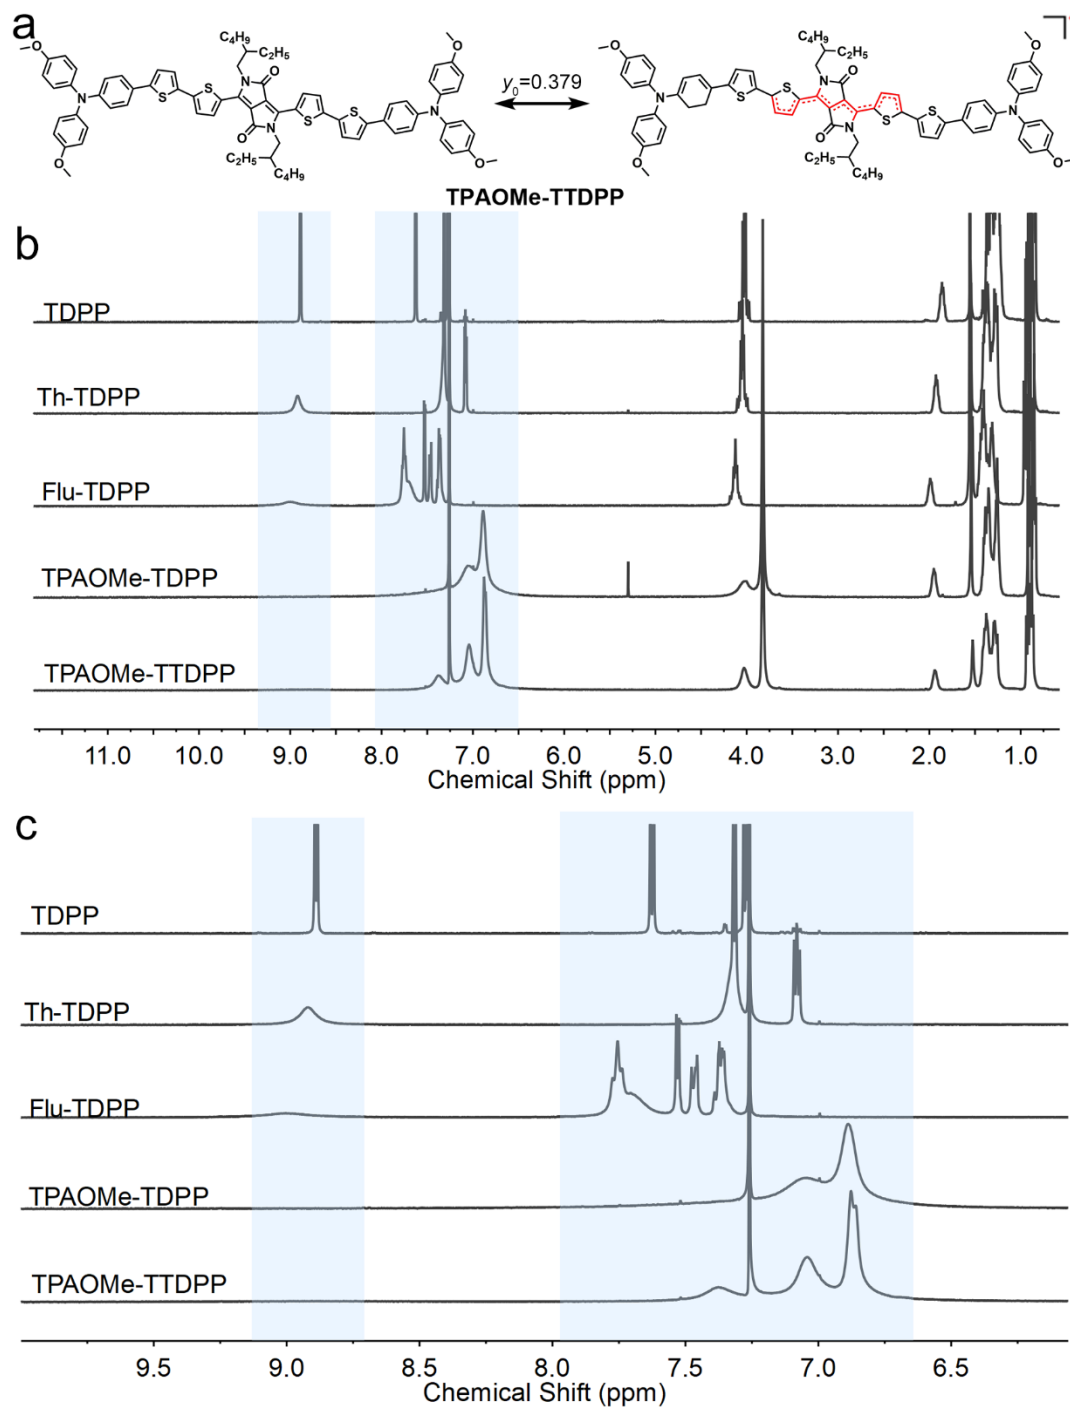 a
C₄H₉
C₂H₅
N
O
S
S
S
S
O
N
C₂H₅
C₄H₉
O
N
O
N
O
O
y₀=0.379
C₄H₉
C₂H₅
N
O
S
S
S
S
O
N
C₂H₅
C₄H₉
O
N
O
N
O
O
TPAOMe-TTDPP
b
TDPP
Th-TDPP
Flu-TDPP
TPAOMe-TDPP
TPAOMe-TTDPP
11.0 10.0 9.0 8.0 7.0 6.0 5.0 4.0 3.0 2.0 1.0
Chemical Shift (ppm)
c
TDPP
Th-TDPP
Flu-TDPP
TPAOMe-TDPP
TPAOMe-TTDPP
9.5 9.0 8.5 8.0 7.5 7.0 6.5
Chemical Shift (ppm)